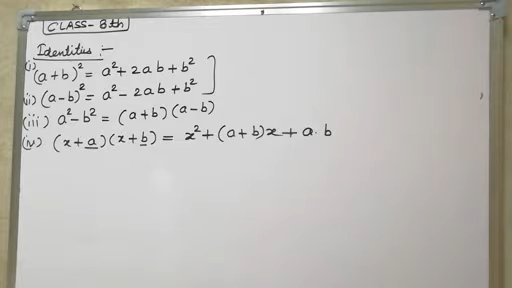 CLASS- 8th
Identities :-
(i) (a+b)² = a² + 2ab + b²
(ii) (a-b)² = a² - 2ab + b²
(iii) a² - b² = (a+b) (a-b)
(iv) (x+a)(x+b) = x² + (a+b)x + a.b